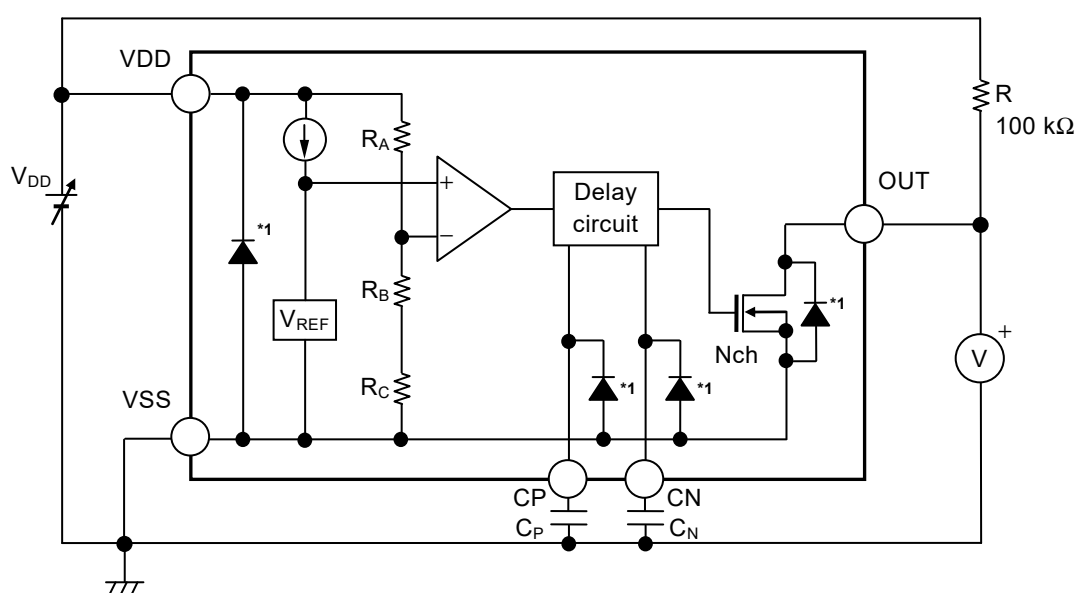 VDD
R
100 kΩ
*1
RA
+
−
Delay
circuit
OUT
VDD
*1
RB
VREF
RC
Nch
*1
+
V
VSS
*1
*1
CP
CN
CP
CN